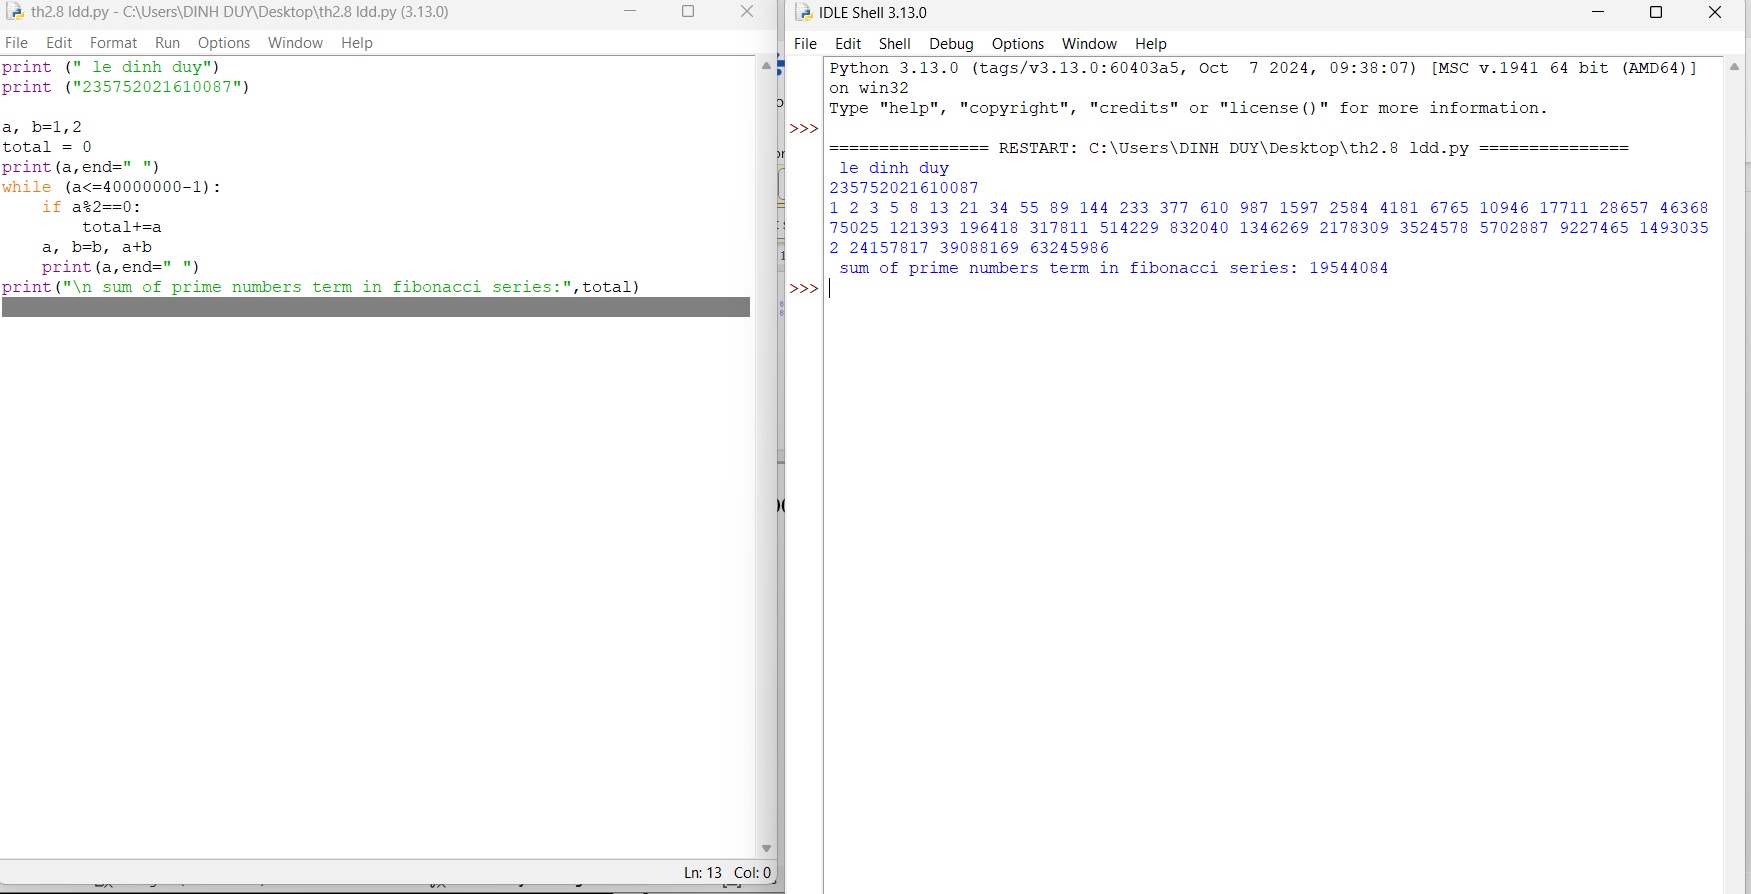 th2.8 ldd.py - C:\Users\DINH DUY\Desktop\th2.8 ldd.py (3.13.0)
File Edit Format Run Options Window Help
print (" le dinh duy")
print ("235752021610087")
a, b=1,2
total = 0
print(a,end=" ")
while (a<=40000000-1):
    if a%2==0:
        total+=a
    a, b=b, a+b
    print(a,end=" ")
print("\n sum of prime numbers term in fibonacci series:",total)
Ln: 13 Col: 0
IDLE Shell 3.13.0
File Edit Shell Debug Options Window Help
Python 3.13.0 (tags/v3.13.0:60403a5, Oct  7 2024, 09:38:07) [MSC v.1941 64 bit (AMD64)]
on win32
Type "help", "copyright", "credits" or "license()" for more information.
>>>
================ RESTART: C:\Users\DINH DUY\Desktop\th2.8 ldd.py ===============
 le dinh duy
235752021610087
1 2 3 5 8 13 21 34 55 89 144 233 377 610 987 1597 2584 4181 6765 10946 17711 28657 46368
75025 121393 196418 317811 514229 832040 1346269 2178309 3524578 5702887 9227465 1493035
2 24157817 39088169 63245986
 sum of prime numbers term in fibonacci series: 19544084
>>>